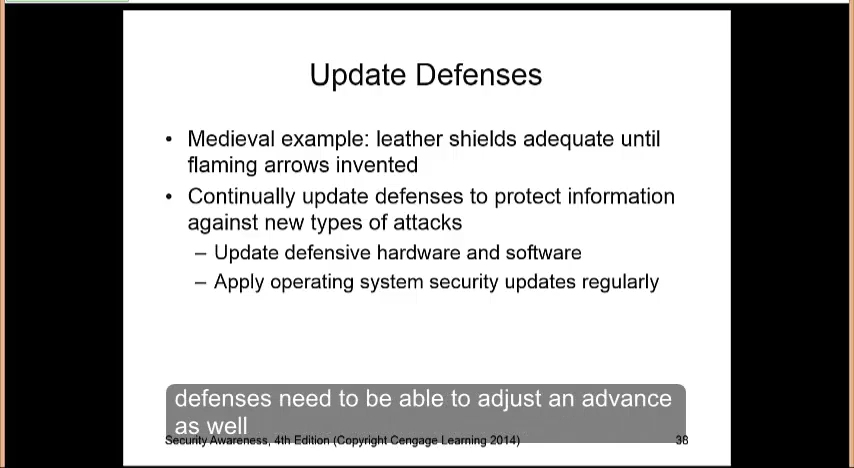 Update Defenses
• Medieval example: leather shields adequate until
flaming arrows invented
• Continually update defenses to protect information
against new types of attacks
– Update defensive hardware and software
– Apply operating system security updates regularly
defenses need to be able to adjust an advance
as well
Security Awareness, 4th Edition (Copyright Cengage Learning 2014) 36